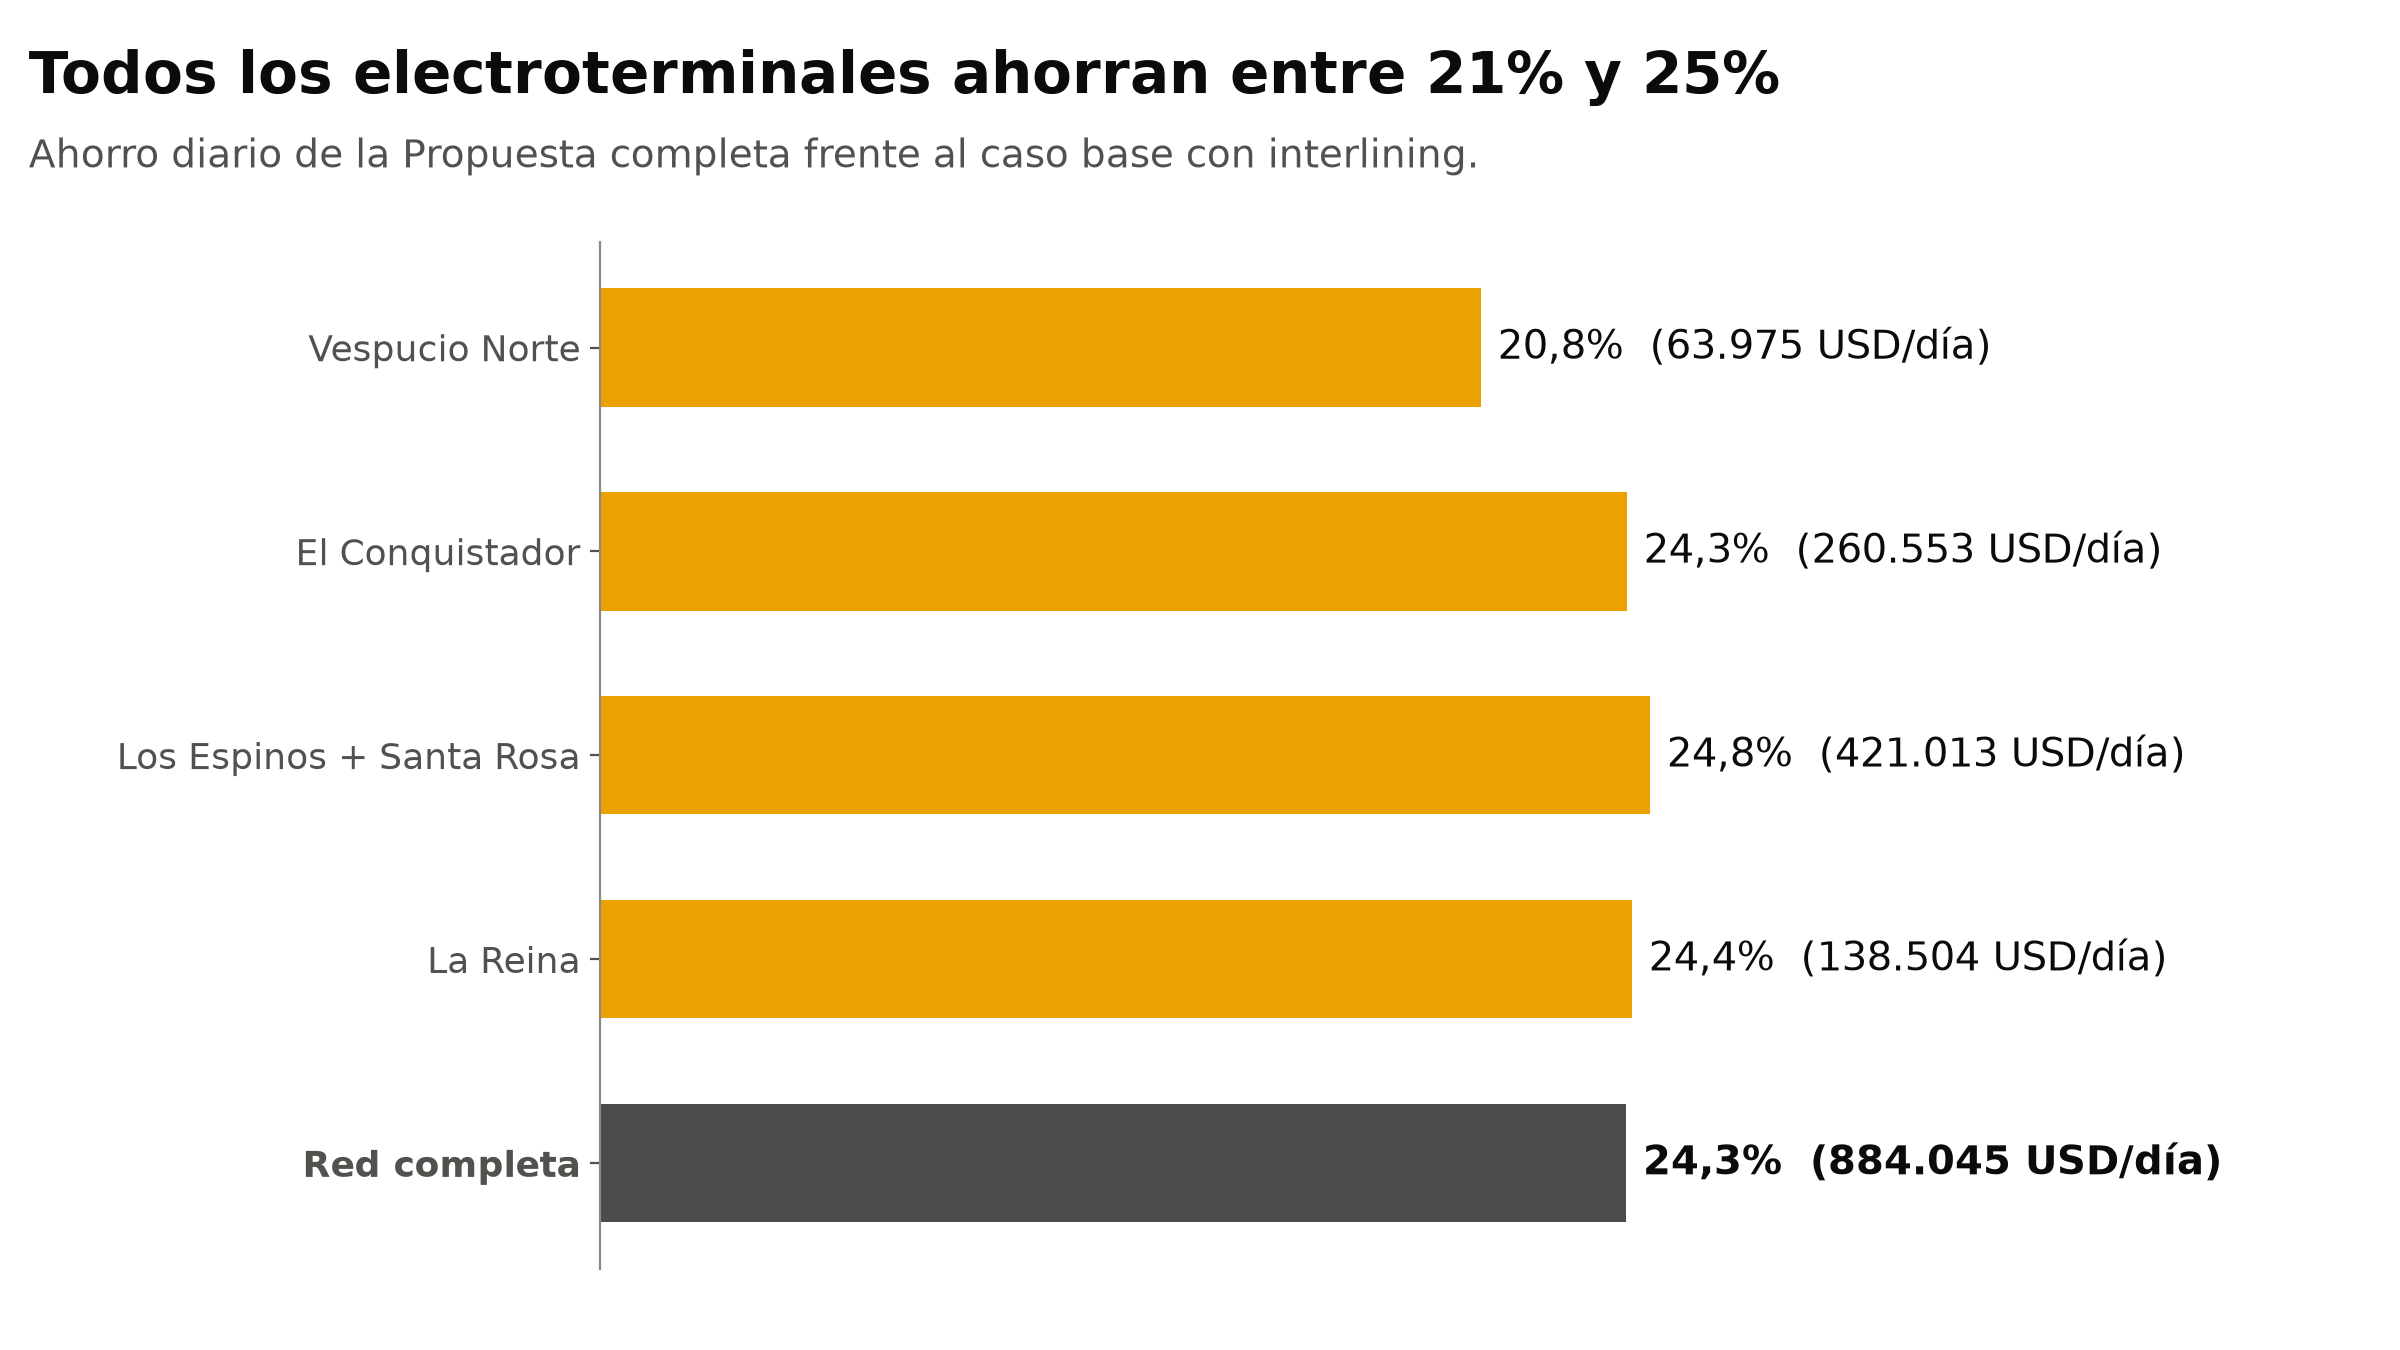 Todos los electroterminales ahorran entre 21% y 25%
Ahorro diario de la Propuesta completa frente al caso base con interlining.
Vespucio Norte 20,8% (63.975 USD/día)
El Conquistador 24,3% (260.553 USD/día)
Los Espinos + Santa Rosa 24,8% (421.013 USD/día)
La Reina 24,4% (138.504 USD/día)
Red completa 24,3% (884.045 USD/día)